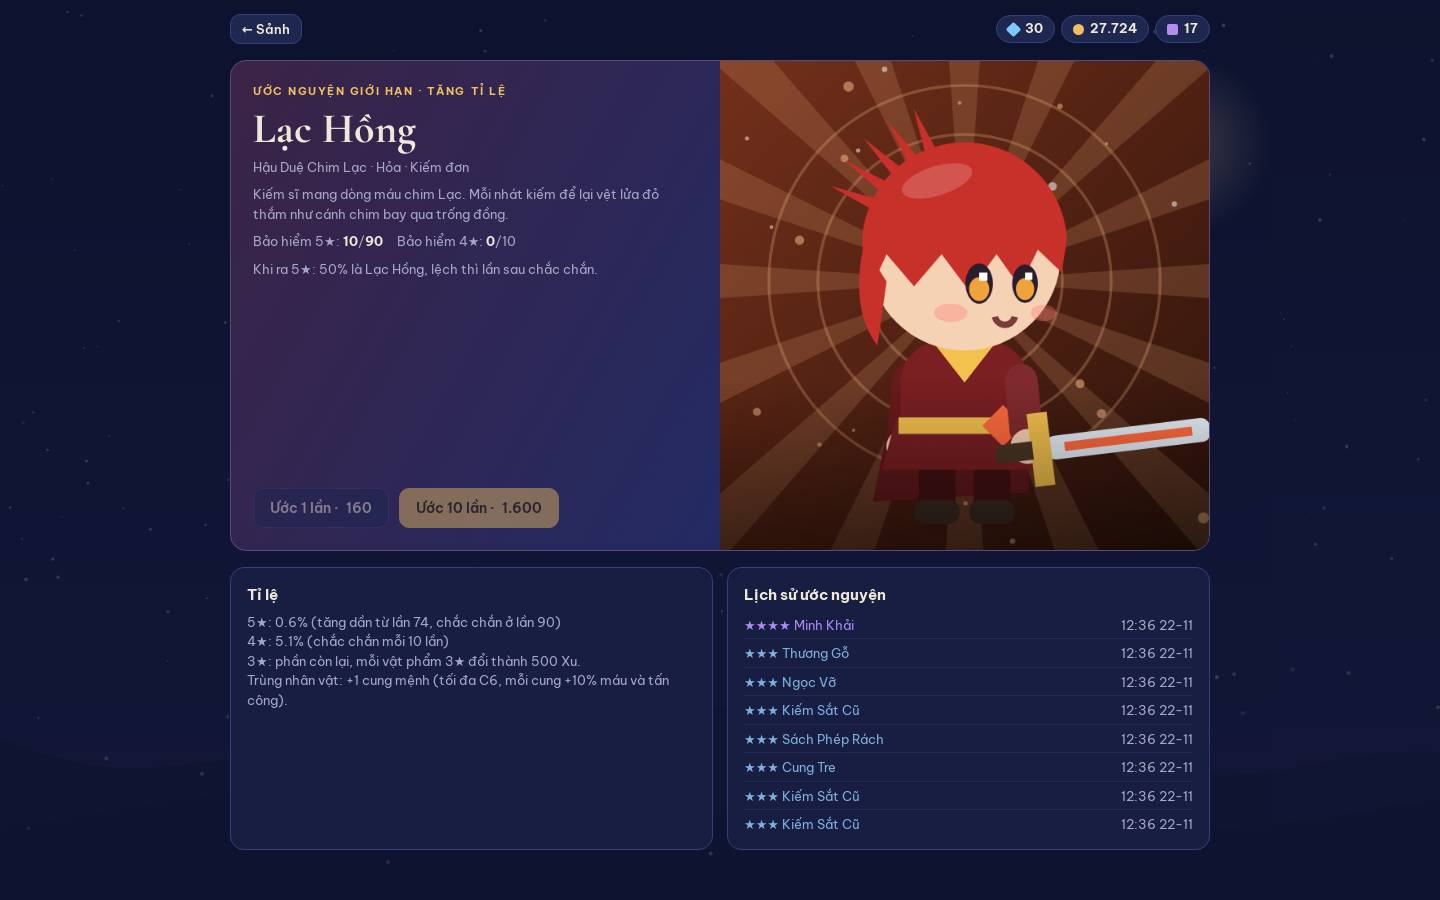 ← Sảnh
30
27.724
17
ƯỚC NGUYỆN GIỚI HẠN · TĂNG TỈ LỆ
Lạc Hồng
Hậu Duệ Chim Lạc · Hỏa · Kiếm đơn
Kiếm sĩ mang dòng máu chim Lạc. Mỗi nhát kiếm để lại vệt lửa đỏ
thắm như cánh chim bay qua trống đồng.
Bảo hiểm 5★: 10/90 Bảo hiểm 4★: 0/10
Khi ra 5★: 50% là Lạc Hồng, lệch thì lần sau chắc chắn.
Ước 1 lần · 160
Ước 10 lần · 1.600
Tỉ lệ
5★: 0.6% (tăng dần từ lần 74, chắc chắn ở lần 90)
4★: 5.1% (chắc chắn mỗi 10 lần)
3★: phần còn lại, mỗi vật phẩm 3★ đổi thành 500 Xu.
Trùng nhân vật: +1 cung mệnh (tối đa C6, mỗi cung +10% máu và tấn
công).
Lịch sử ước nguyện
★★★★ Minh Khải 12:36 22-11
★★★ Thương Gỗ 12:36 22-11
★★★ Ngọc Vỡ 12:36 22-11
★★★ Kiếm Sắt Cũ 12:36 22-11
★★★ Sách Phép Rách 12:36 22-11
★★★ Cung Tre 12:36 22-11
★★★ Kiếm Sắt Cũ 12:36 22-11
★★★ Kiếm Sắt Cũ 12:36 22-11